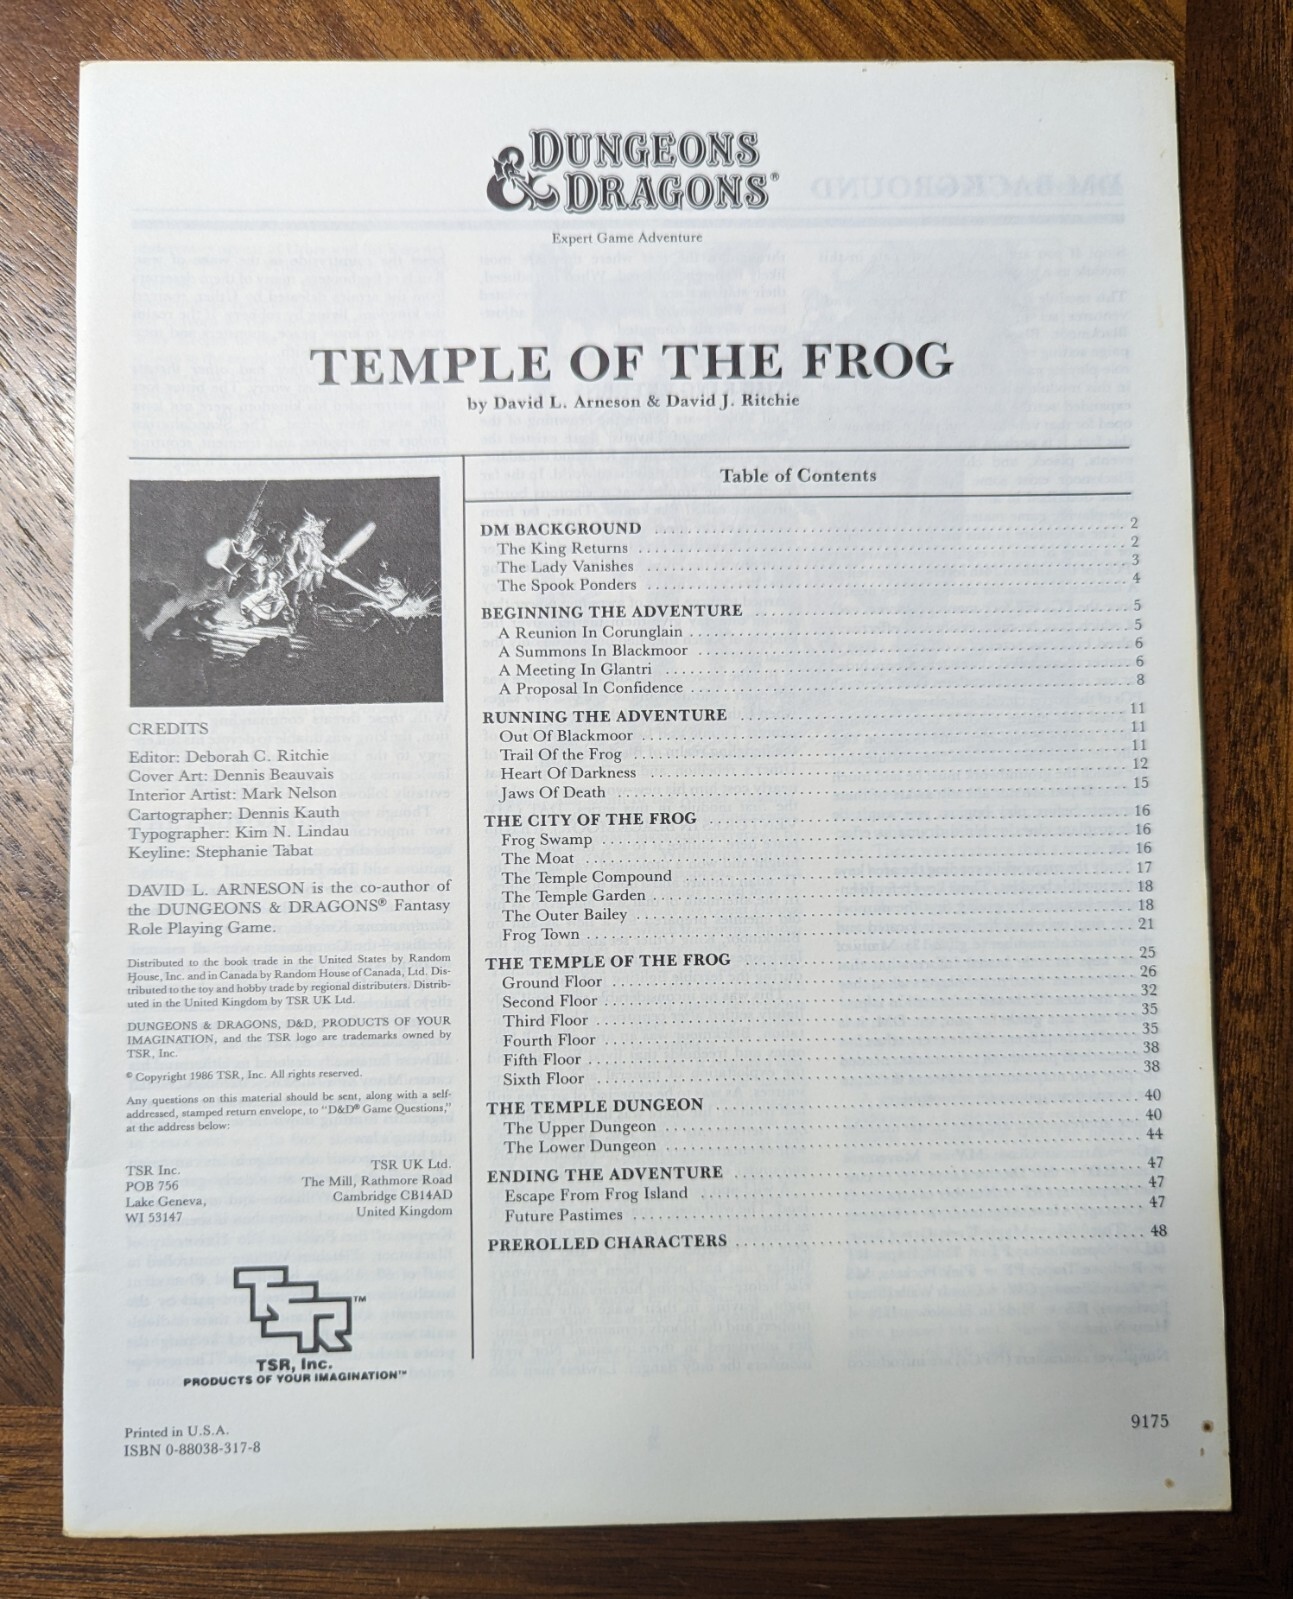 DUNGEONS
& DRAGONS®
Expert Game Adventure
TEMPLE OF THE FROG
by David L. Arneson & David J. Ritchie
CREDITS
Editor: Deborah C. Ritchie
Cover Art: Dennis Beauvais
Interior Artist: Mark Nelson
Cartographer: Dennis Kauth
Typographer: Kim N. Lindau
Keyline: Stephanie Tabat
DAVID L. ARNESON is the co-author of
the DUNGEONS & DRAGONS® Fantasy
Role Playing Game.
Distributed to the book trade in the United States by Random
House, Inc. and in Canada by Random House of Canada, Ltd. Dis-
tributed to the toy and hobby trade by regional distributers. Distrib-
uted in the United Kingdom by TSR UK Ltd.
DUNGEONS & DRAGONS, D&D, PRODUCTS OF YOUR
IMAGINATION, and the TSR logo are trademarks owned by
TSR, Inc.
© Copyright 1986 TSR, Inc. All rights reserved.
Any questions on this material should be sent, along with a self-
addressed, stamped return envelope, to "D&D® Game Questions,"
at the address below:
TSR Inc.
POB 756
Lake Geneva,
WI 53147
TSR UK Ltd.
The Mill, Rathmore Road
Cambridge CB14AD
United Kingdom
TSR™
TSR, Inc.
PRODUCTS OF YOUR IMAGINATION™
Printed in U.S.A.
ISBN 0-88038-317-8
Table of Contents
DM BACKGROUND 2
The King Returns 2
The Lady Vanishes 3
The Spook Ponders 4
BEGINNING THE ADVENTURE 5
A Reunion In Corunglain 5
A Summons In Blackmoor 6
A Meeting In Glantri 6
A Proposal In Confidence 8
RUNNING THE ADVENTURE 11
Out Of Blackmoor 11
Trail Of the Frog 11
Heart Of Darkness 12
Jaws Of Death 15
THE CITY OF THE FROG 16
Frog Swamp 16
The Moat 16
The Temple Compound 17
The Temple Garden 18
The Outer Bailey 18
Frog Town 21
THE TEMPLE OF THE FROG 25
Ground Floor 26
Second Floor 32
Third Floor 35
Fourth Floor 35
Fifth Floor 38
Sixth Floor 38
THE TEMPLE DUNGEON 40
The Upper Dungeon 40
The Lower Dungeon 44
ENDING THE ADVENTURE 47
Escape From Frog Island 47
Future Pastimes 47
PREROLLED CHARACTERS 48
9175